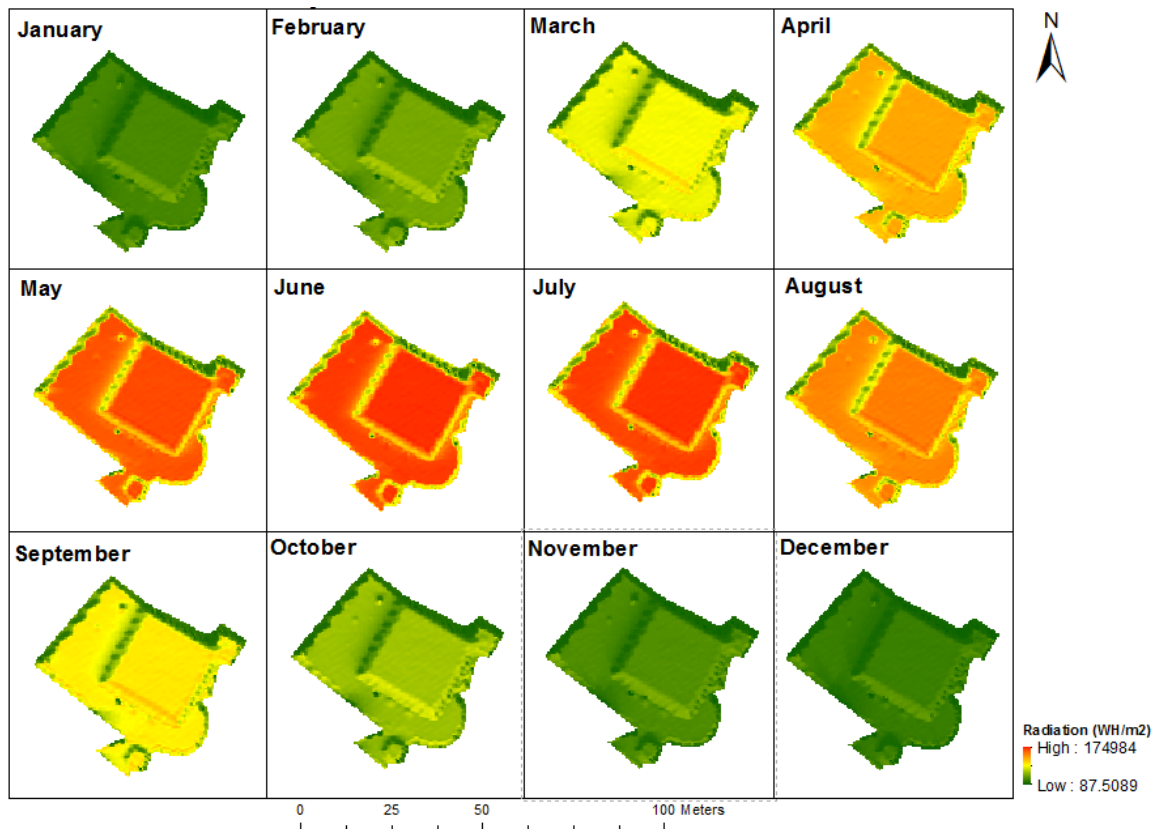 January
February
March
April
N
May
June
July
August
September
October
November
December
Radiation (WH/m2)
High : 174984
Low : 87.5089
0 25 50 100 Meters